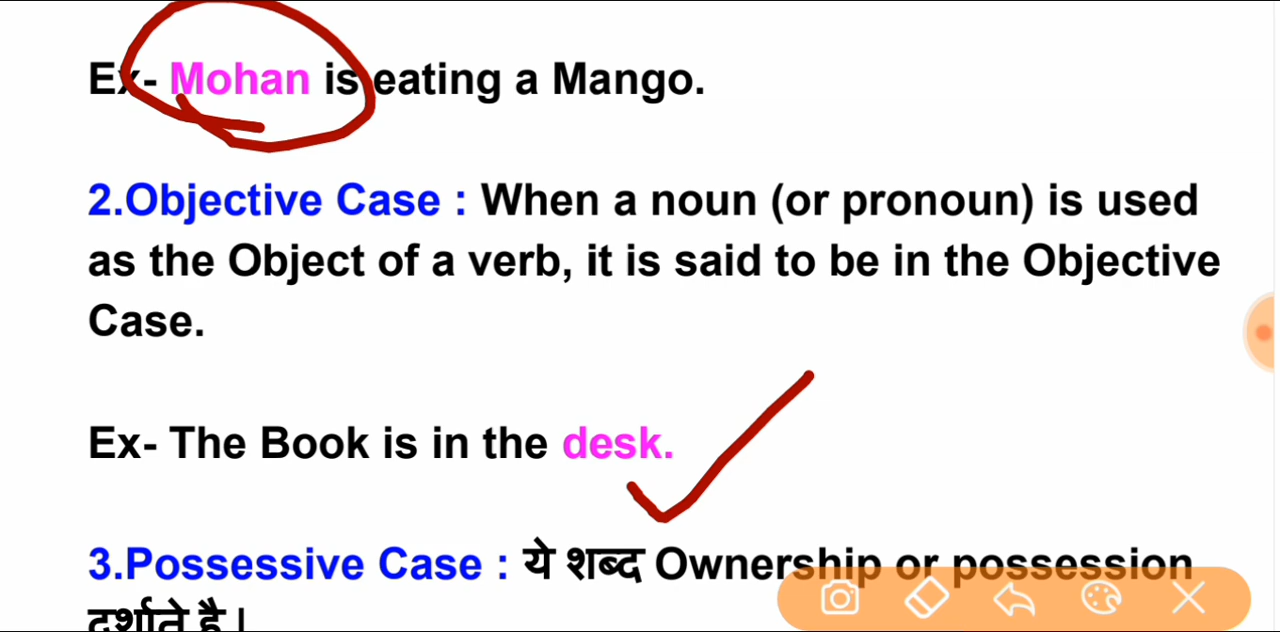 Ex- Mohan is eating a Mango.
2.Objective Case : When a noun (or pronoun) is used
as the Object of a verb, it is said to be in the Objective
Case.
Ex- The Book is in the desk.
3.Possessive Case : ये शब्द Ownership or possession
दर्शाते है।